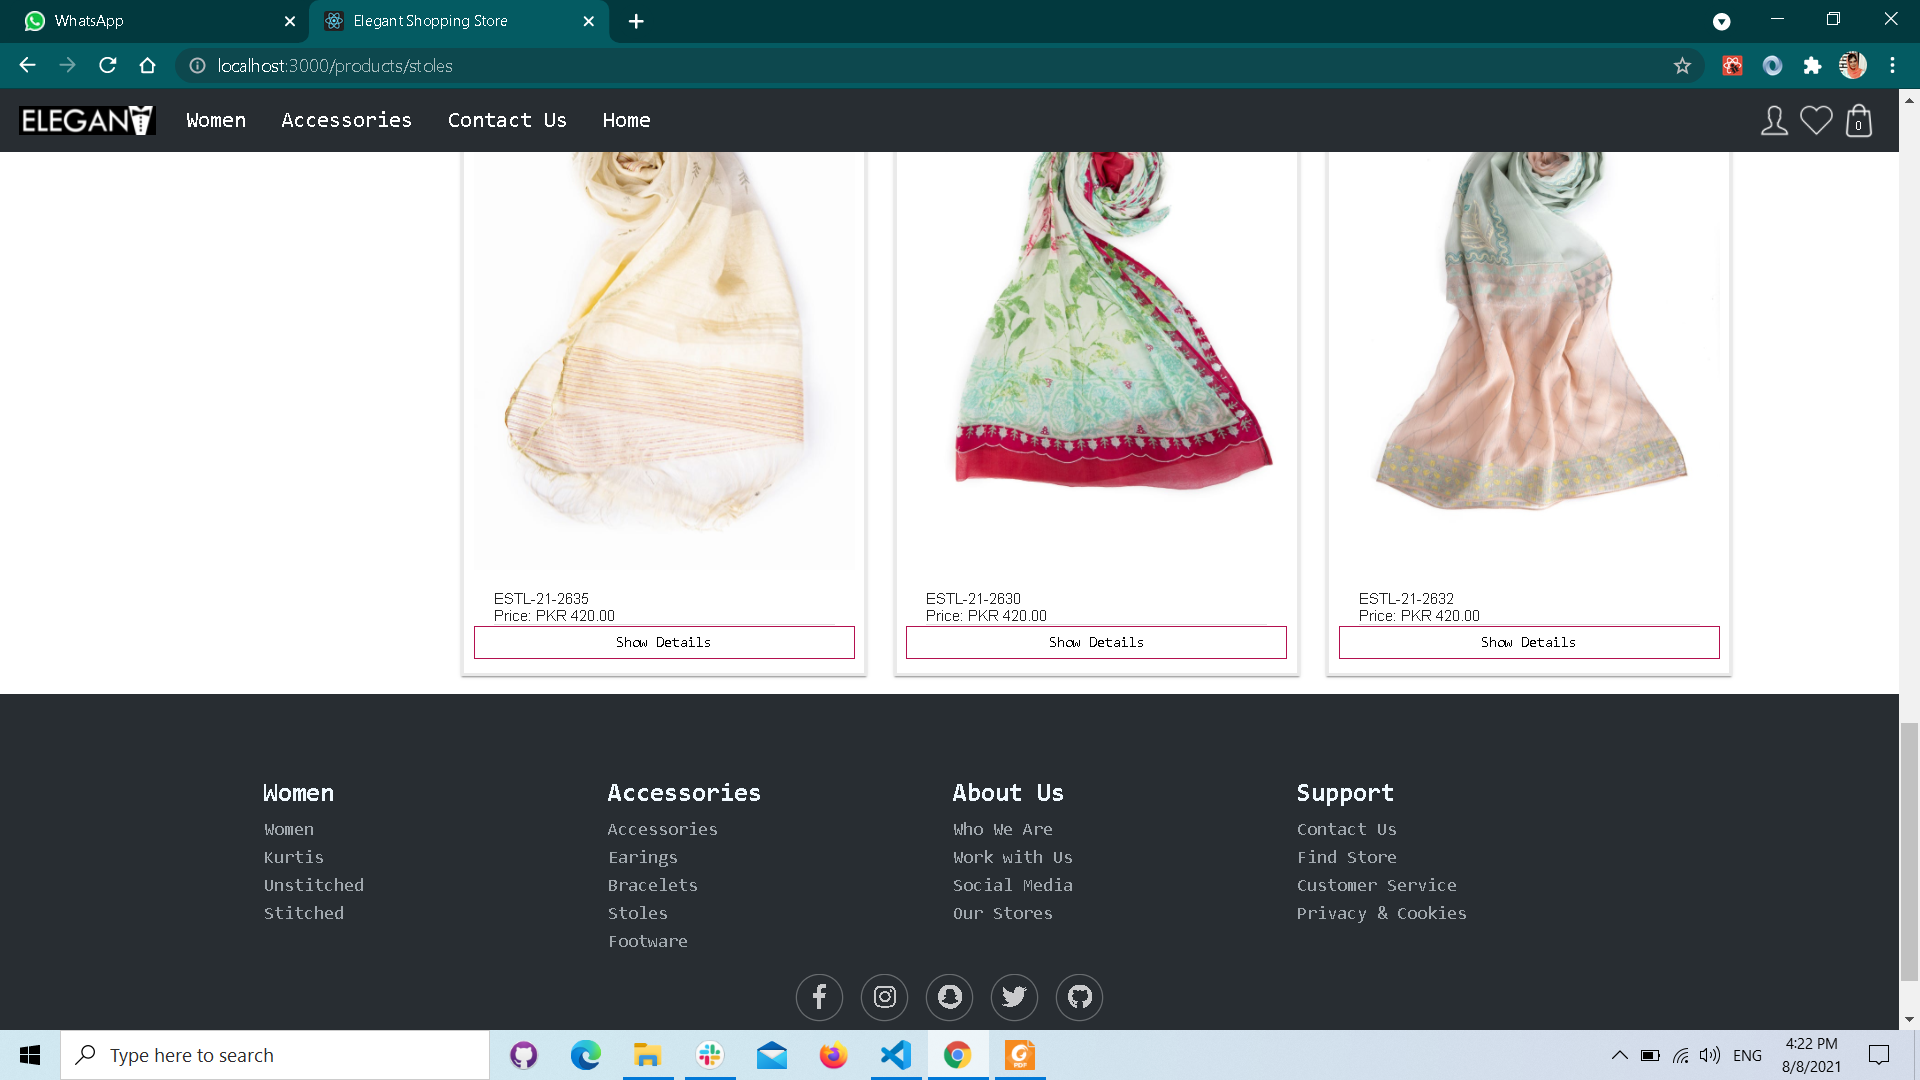 WhatsApp
Elegant Shopping Store
localhost:3000/products/stoles
ELEGANT
Women
Accessories
Contact Us
Home
0
ESTL-21-2635
Price: PKR 420.00
Show Details
ESTL-21-2630
Price: PKR 420.00
Show Details
ESTL-21-2632
Price: PKR 420.00
Show Details
Women
Women
Kurtis
Unstitched
Stitched
Accessories
Accessories
Earings
Bracelets
Stoles
Footware
About Us
Who We Are
Work with Us
Social Media
Our Stores
Support
Contact Us
Find Store
Customer Service
Privacy & Cookies
Type here to search
PDF
ENG
4:22 PM
8/8/2021